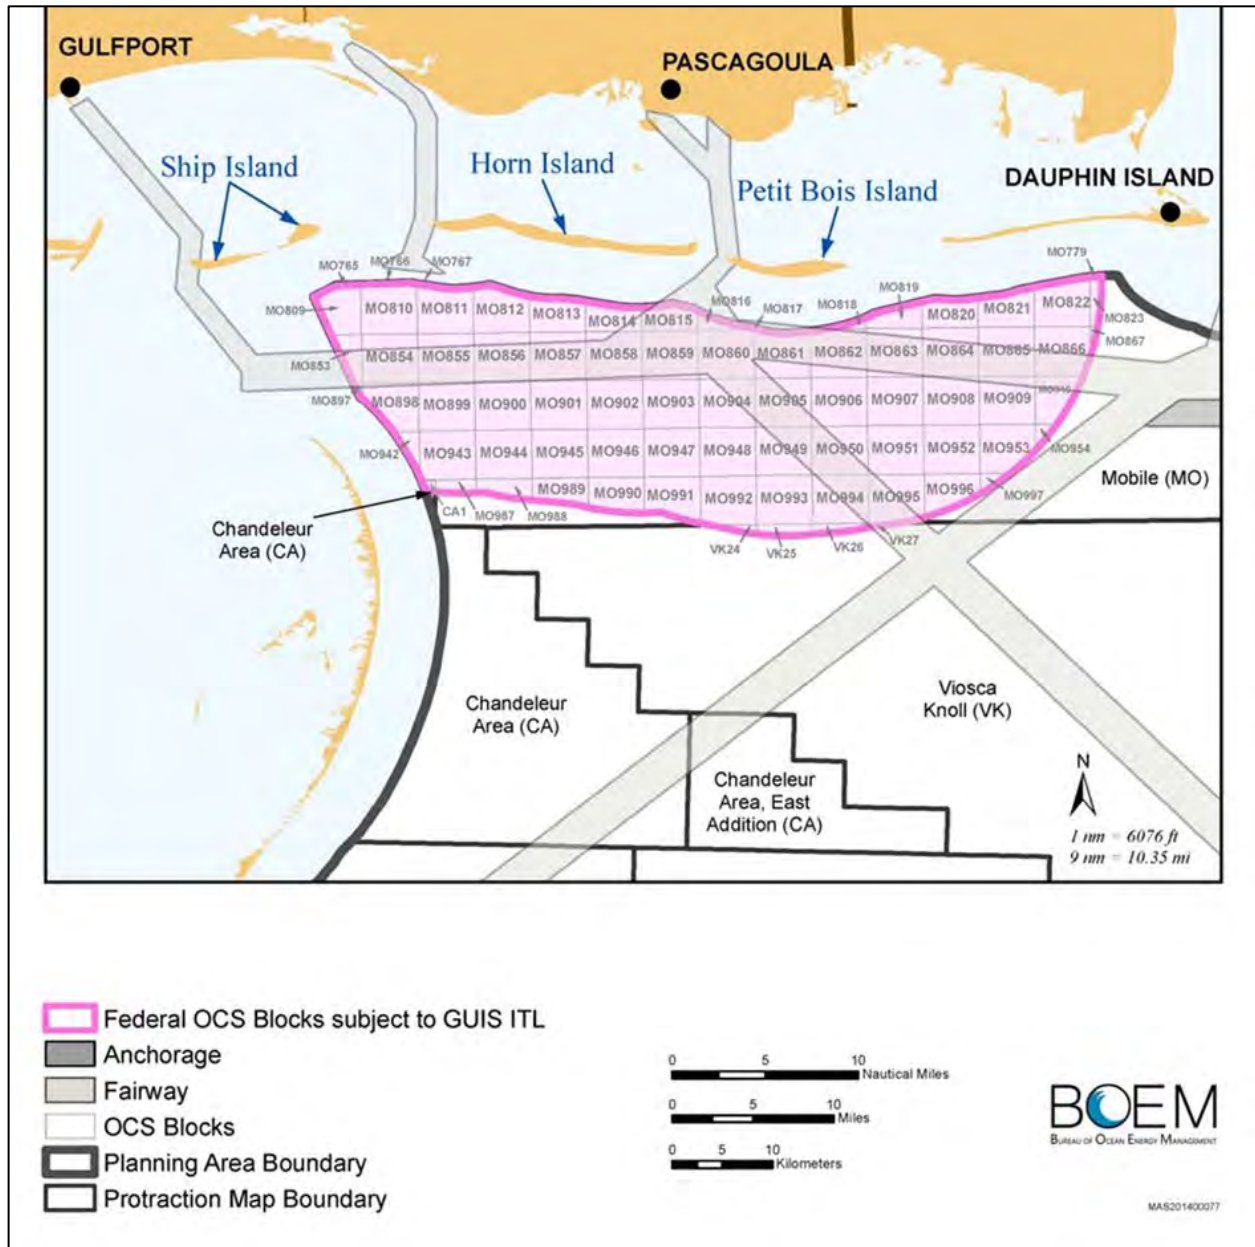 GULFPORT
PASCAGOULA
Ship Island
Horn Island
Petit Bois Island
DAUPHIN ISLAND
MO765
MO766
MO767
MO779
MO809
MO810
MO811
MO812
MO813
MO814
MO815
MO816
MO817
MO818
MO819
MO820
MO821
MO822
MO823
MO853
MO854
MO855
MO856
MO857
MO858
MO859
MO860
MO861
MO862
MO863
MO864
MO865
MO866
MO867
MO897
MO898
MO899
MO900
MO901
MO902
MO903
MO904
MO905
MO906
MO907
MO908
MO909
MO910
MO942
MO943
MO944
MO945
MO946
MO947
MO948
MO949
MO950
MO951
MO952
MO953
MO954
Mobile (MO)
CA1
MO987
MO988
MO989
MO990
MO991
MO992
MO993
MO994
MO995
MO996
MO997
Chandeleur
Area (CA)
VK24
VK25
VK26
VK27
Chandeleur
Area (CA)
Viosca
Knoll (VK)
Chandeleur
Area, East
Addition (CA)
N
1 nm = 6076 ft
9 nm = 10.35 mi
Federal OCS Blocks subject to GUIS ITL
Anchorage
Fairway
OCS Blocks
Planning Area Boundary
Protraction Map Boundary
0 5 10
Nautical Miles
0 5 10
Miles
0 5 10
Kilometers
BOEM
BUREAU OF OCEAN ENERGY MANAGEMENT
MAS201400077